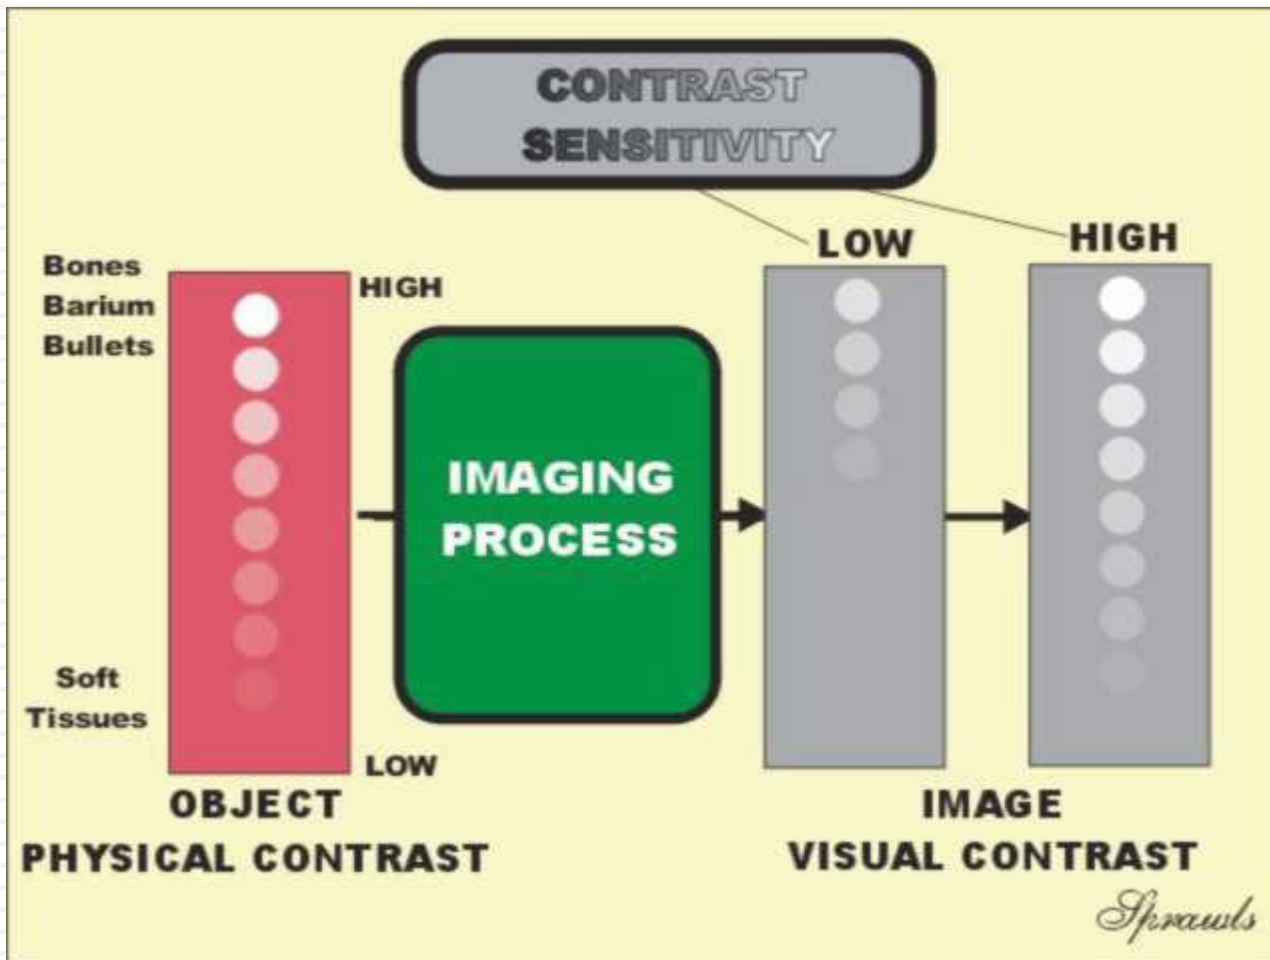 CONTRAST
SENSITIVITY
LOW
HIGH
Bones
Barium
Bullets
HIGH
IMAGING
PROCESS
Soft
Tissues
LOW
OBJECT
PHYSICAL CONTRAST
IMAGE
VISUAL CONTRAST
Sprawls